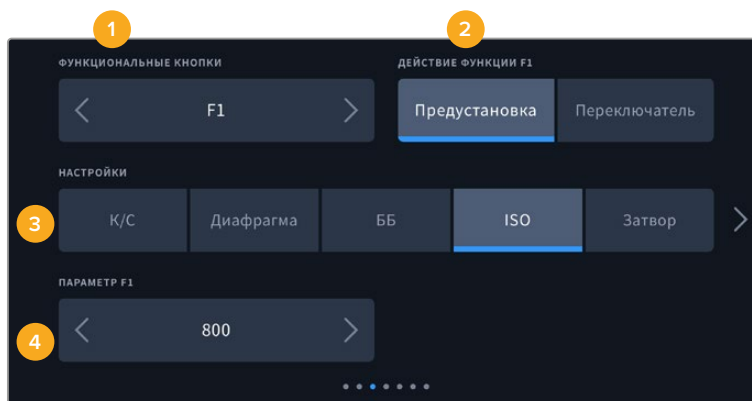 1
2
ФУНКЦИОНАЛЬНЫЕ КНОПКИ
ДЕЙСТВИЕ ФУНКЦИИ F1
F1
Предустановка
Переключатель
НАСТРОЙКИ
3
К/С
Диафрагма
ББ
ISO
Затвор
ПАРАМЕТР F1
4
800